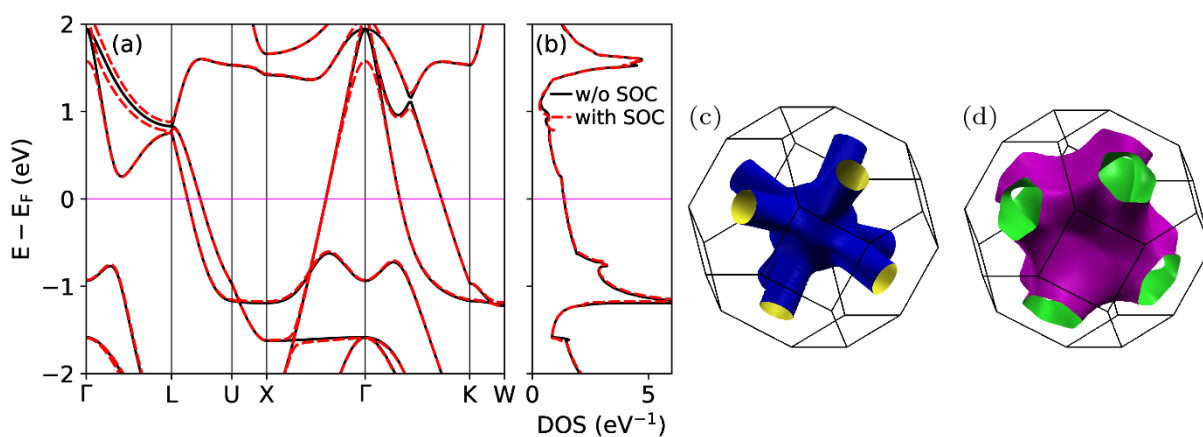 (a)
(b)
(c)
(d)
2
1
0
−1
−2
E − E_F (eV)
Γ
L
U
X
Γ
K
W
w/o SOC
with SOC
0
5
DOS (eV⁻¹)